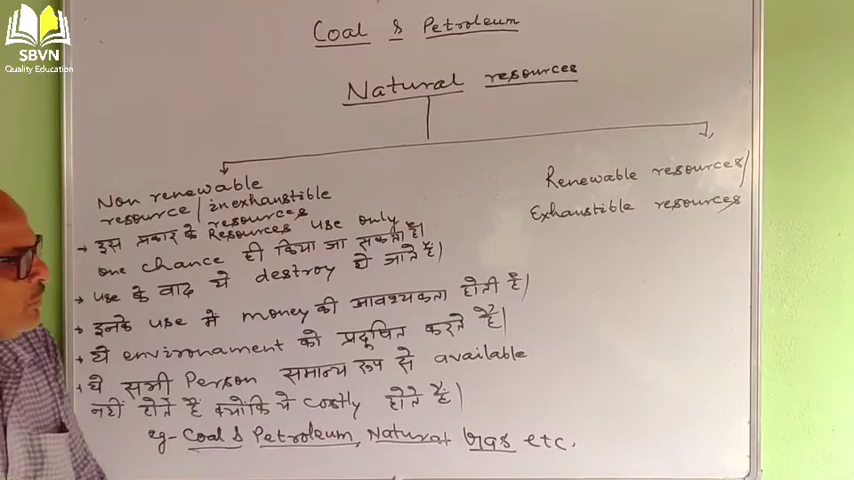 SBVN
Quality Education
Coal & Petroleum
Natural resources
Non renewable
resource / inexhaustible
resources
→ इस प्रकार के Resources use only
one chance ही किया जा सकता है।
→ use के बाद ये destroy हो जाते हैं।
→ इनके use में money की आवश्यकता होती है।
→ ये environament को प्रदूषित करते हैं।
→ ये सभी Person समान्य रूप से available
नहीं होते हैं क्योंकि ये costly होते हैं।
eg- Coal & Petroleum, Natural gas etc.
Renewable resources/
Exhaustible resources